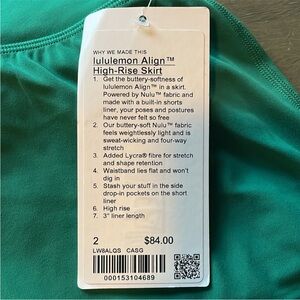 WHY WE MADE THIS
lululemon Align™
High-Rise Skirt
1. Get the buttery-softness of
lululemon Align™ in a skirt.
Powered by Nulu™ fabric and
made with a built-in shorts
liner, your poses and postures
have never felt so free
2. Our buttery-soft Nulu™ fabric
feels weightlessly light and is
sweat-wicking and four-way
stretch
3. Added Lycra® fibre for stretch
and shape retention
4. Waistband lies flat and won't
dig in
5. Stash your stuff in the side
drop-in pockets on the short
liner
6. High rise
7. 3" liner length
2 $84.00
LW8ALQS CASG
000153104689